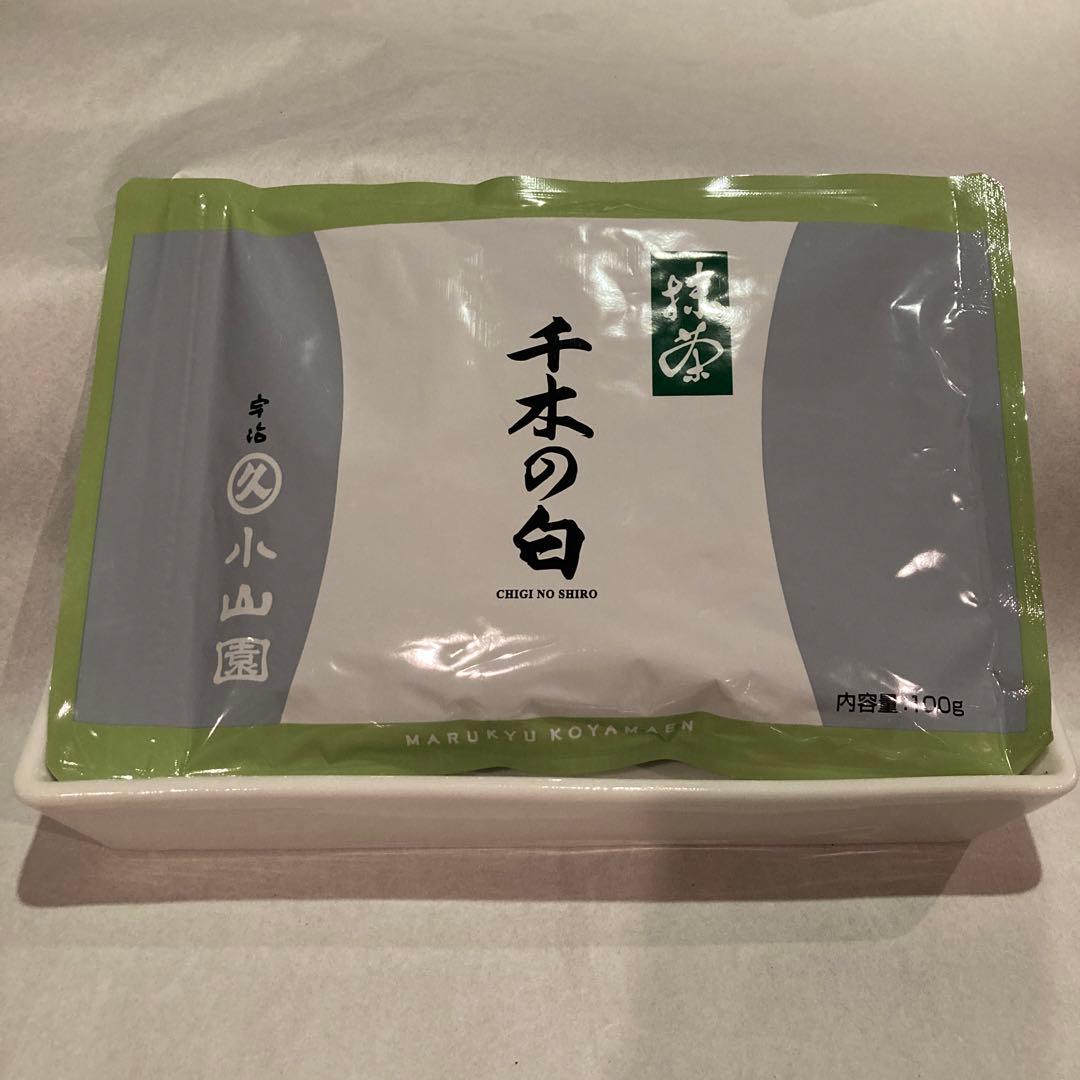 抹茶
千木の白
CHIGI NO SHIRO
宇治
久
小山園
内容量:100g
MARUKYU KOYAMAEN